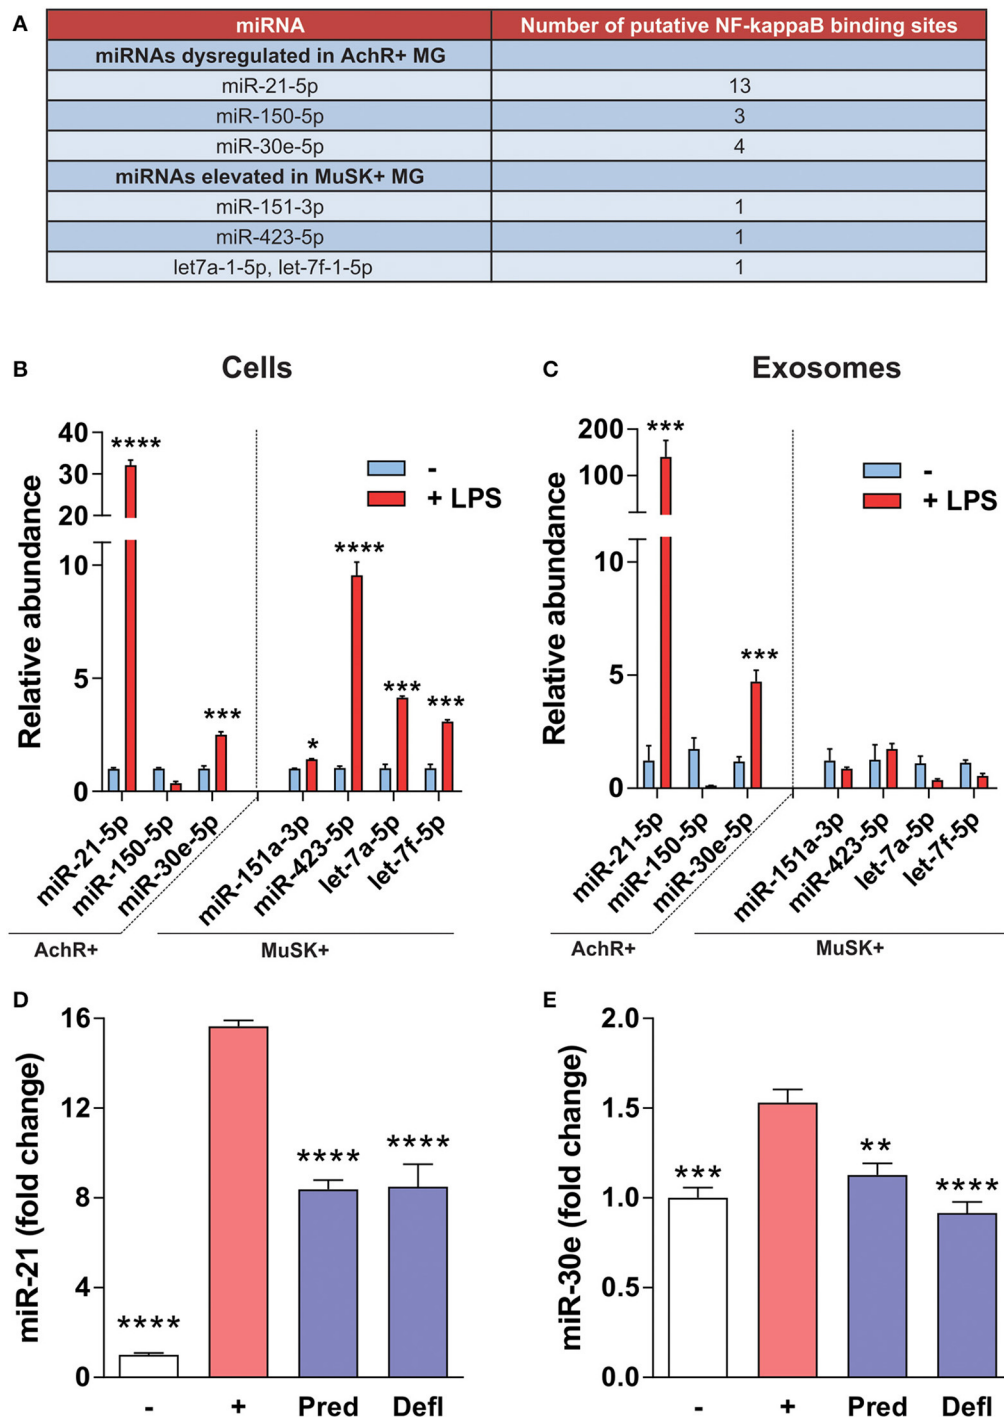 A
miRNA Number of putative NF-kappaB binding sites
miRNAs dysregulated in AchR+ MG
miR-21-5p 13
miR-150-5p 3
miR-30e-5p 4
miRNAs elevated in MuSK+ MG
miR-151-3p 1
miR-423-5p 1
let7a-1-5p, let-7f-1-5p 1
B
Cells
Relative abundance
40
30
20
10
5
0
****
***
*
****
***
***
-
+ LPS
miR-21-5p
miR-150-5p
miR-30e-5p
miR-151a-3p
miR-423-5p
let-7a-5p
let-7f-5p
AchR+
MuSK+
C
Exosomes
Relative abundance
200
100
10
5
0
***
***
-
+ LPS
miR-21-5p
miR-150-5p
miR-30e-5p
miR-151a-3p
miR-423-5p
let-7a-5p
let-7f-5p
AchR+
MuSK+
D
miR-21 (fold change)
16
12
8
4
0
****
****
****
- + Pred Defl
E
miR-30e (fold change)
2.0
1.5
1.0
0.5
0.0
***
**
****
- + Pred Defl